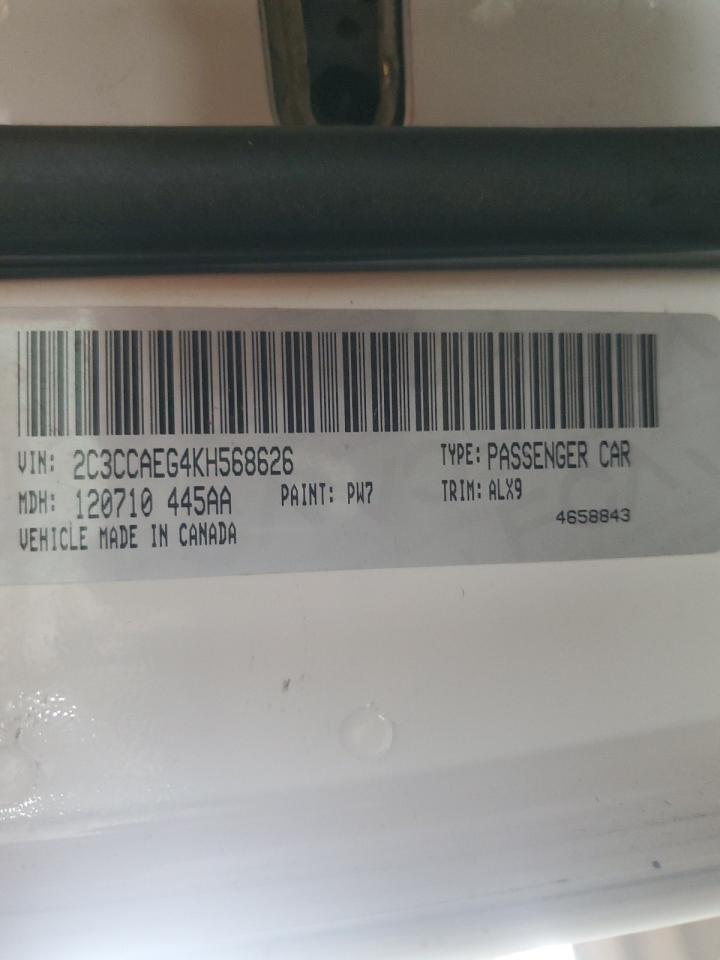 VIN: 2C3CCAEG4KH568626 TYPE: PASSENGER CAR
MDH: 120710 445AA PAINT: PW7 TRIM: ALX9
VEHICLE MADE IN CANADA 4658843